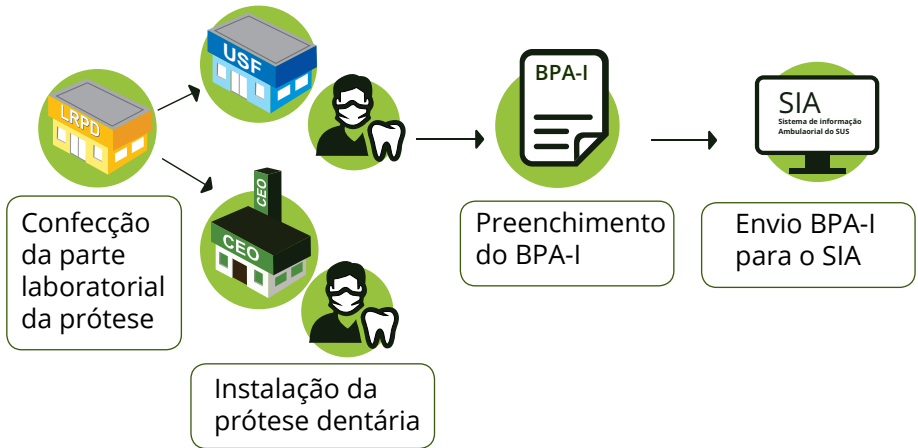 LRPD
Confecção
da parte
laboratorial
da prótese
USF
CEO
CEO
Instalação da
prótese dentária
BPA-I
Preenchimento
do BPA-I
SIA
Sistema de informação
Ambulaorial do SUS
Envio BPA-I
para o SIA